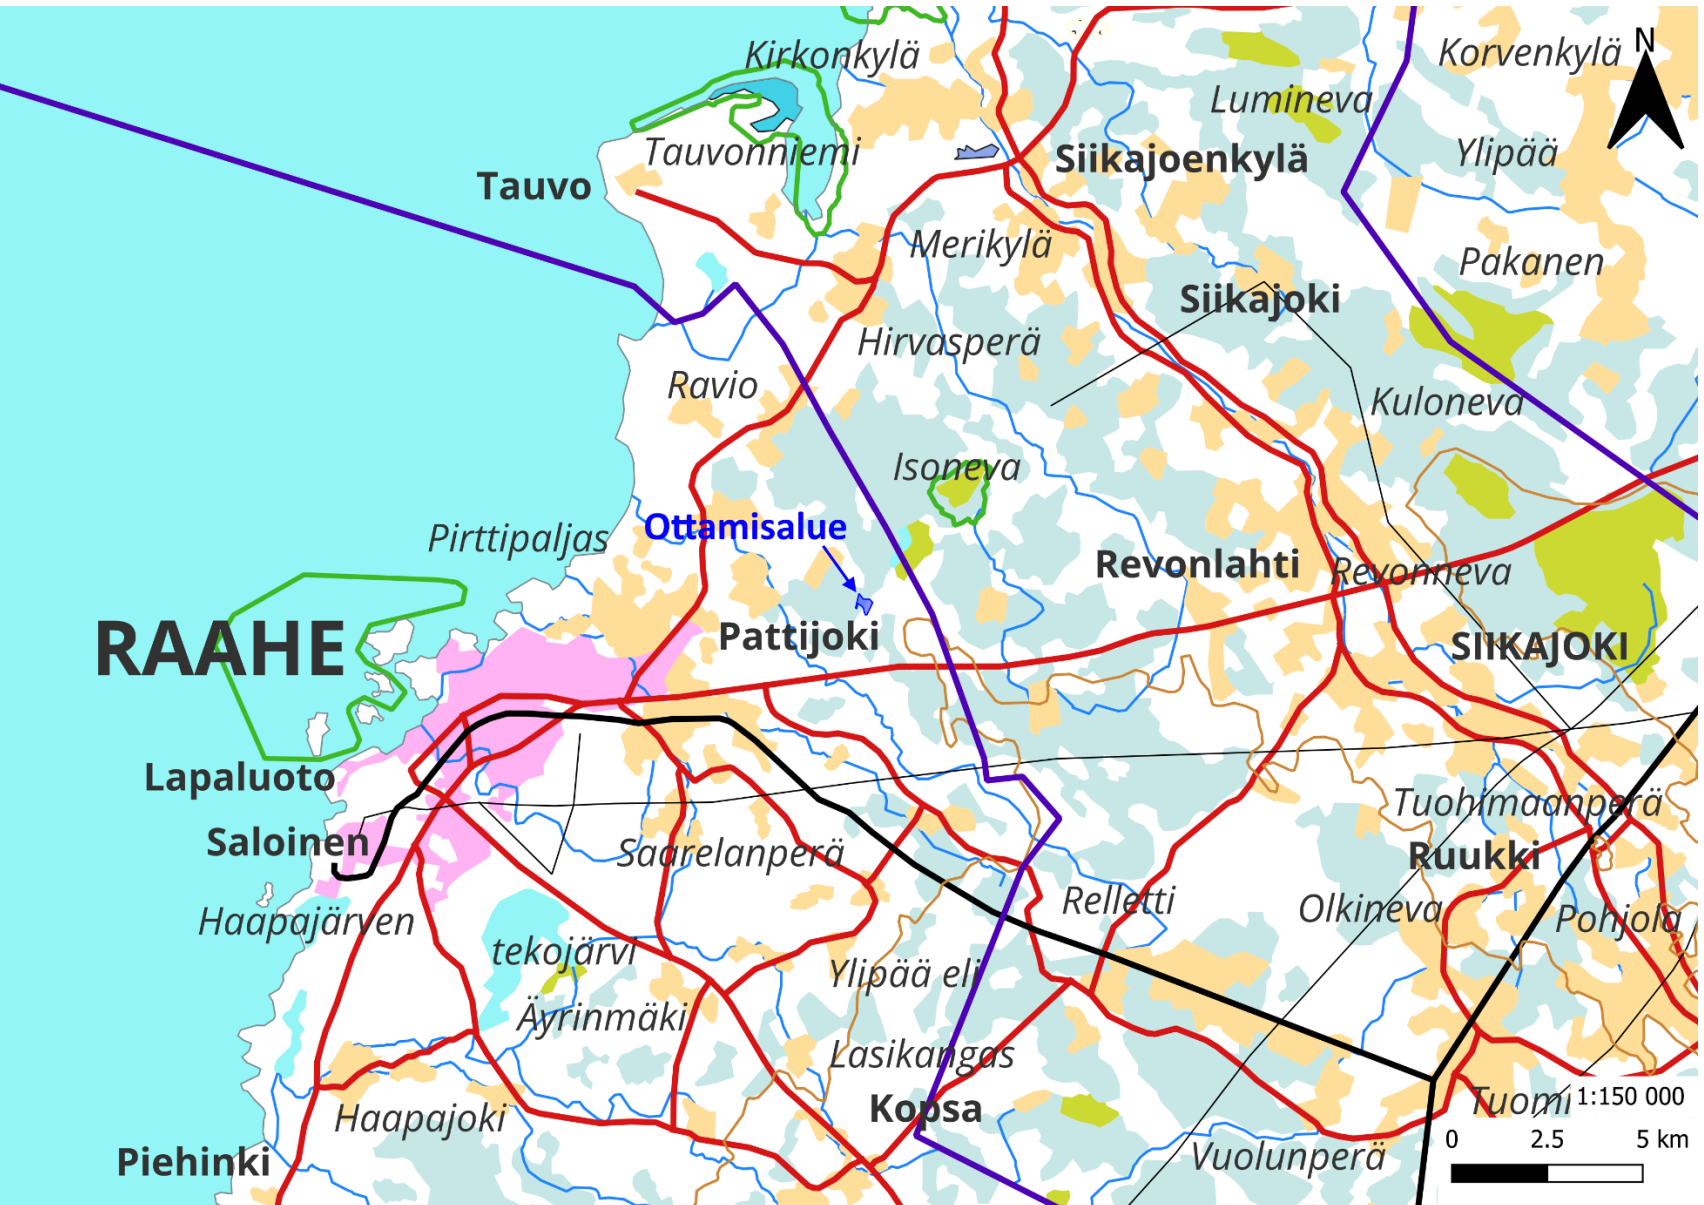 Kirkonkylä
Korvenkylä
N
Lumineva
Tauvonniemi
Siikajoenkylä
Ylipää
Tauvo
Merikylä
Pakanen
Siikajoki
Hirvasperä
Ravio
Kuloneva
Isoneva
Ottamisalue
Pirttipaljas
Revonlahti
Revonneva
RAAHE
Pattijoki
SIIKAJOKI
Lapaluoto
Tuohimaanperä
Saloinen
Saarelanperä
Ruukki
Relletti
Olkineva
Pohjola
Haapajärven
tekojärvi
Ylipää eli
Äyrinmäki
Lasikangas
Kopsa
Haapajoki
Tuomi
1:150 000
0 2.5 5 km
Piehinki
Vuolunperä